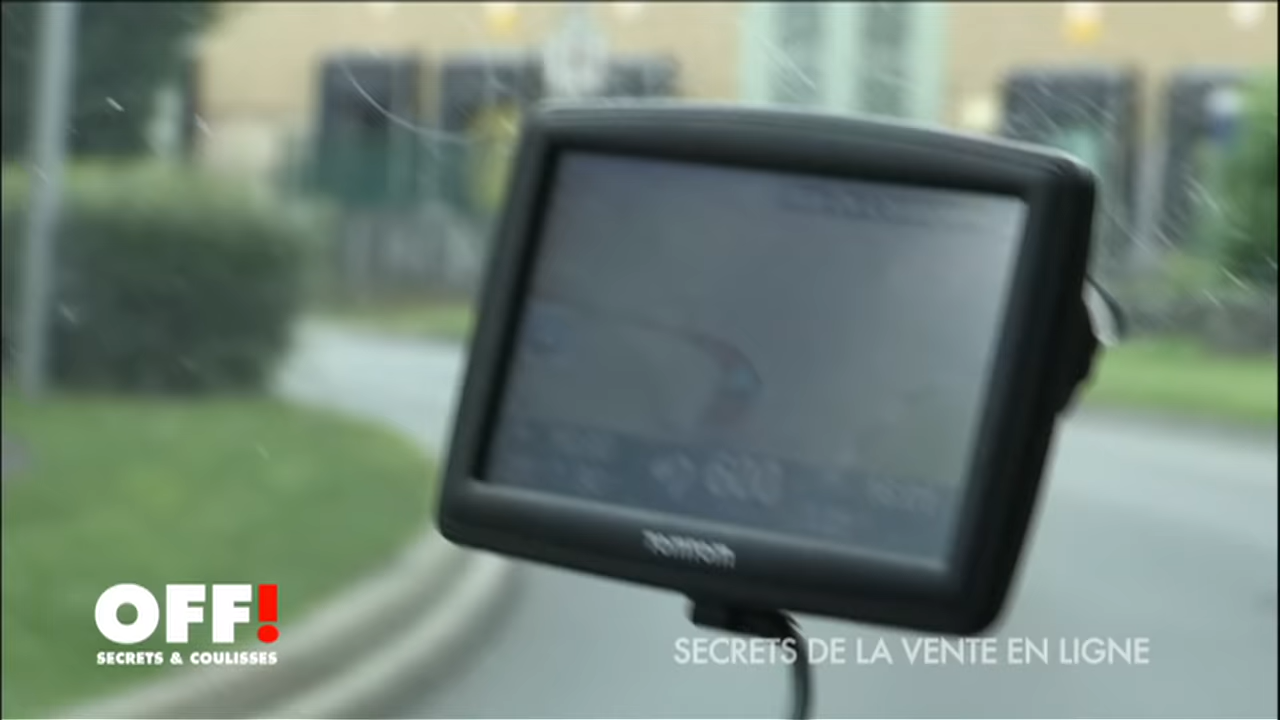 TOMTOM
OFF!
SECRETS & COULISSES
SECRETS DE LA VENTE EN LIGNE